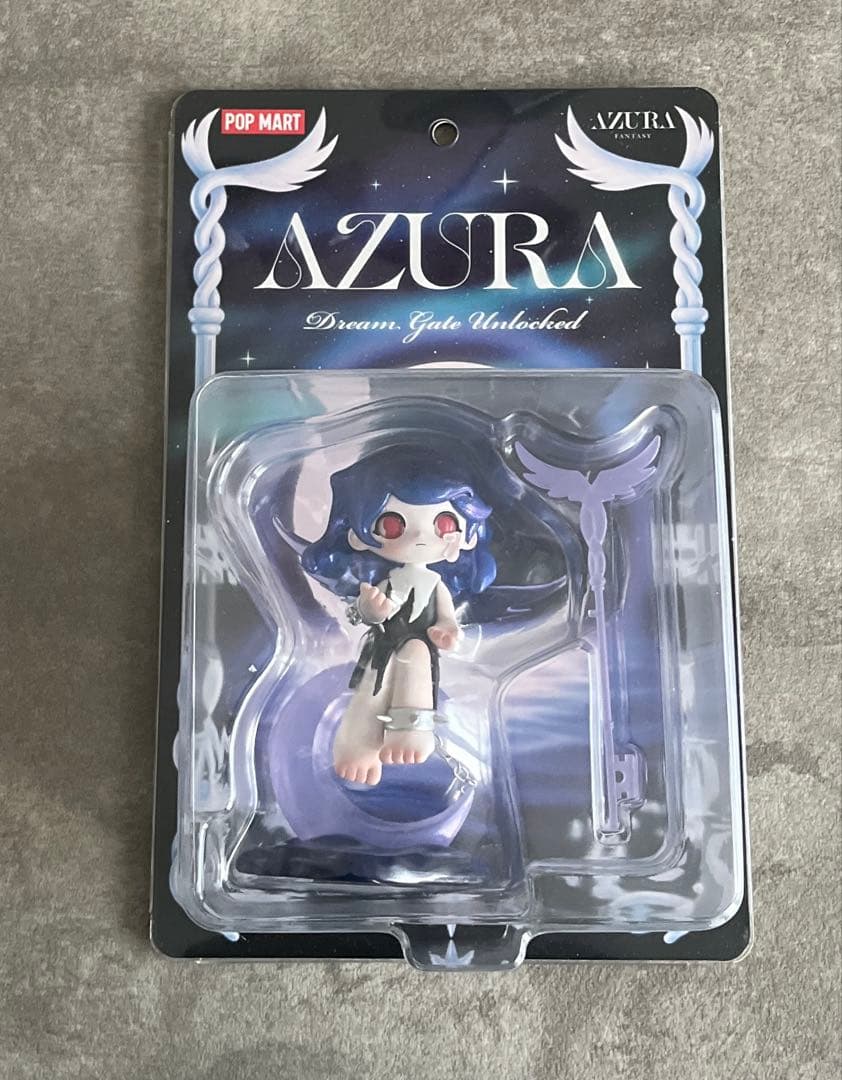 POP MART
AZURA
FANTASY
AZURA
Dream Gate Unlocked